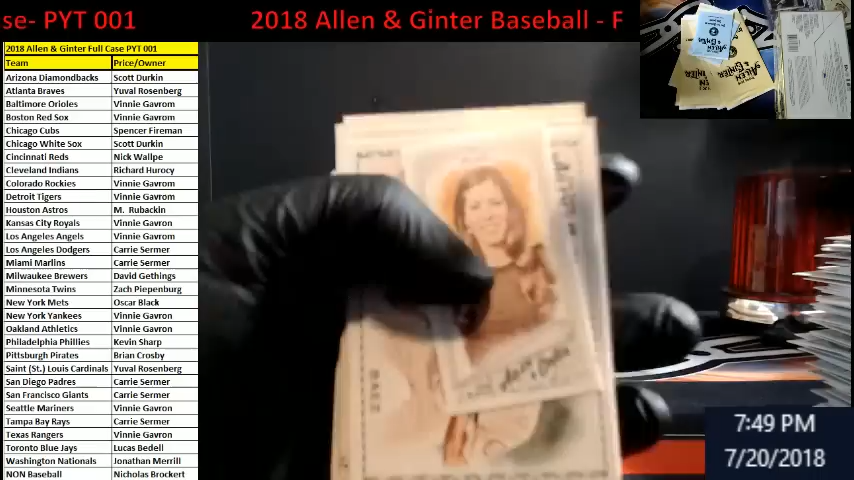 se- PYT 001
2018 Allen & Ginter Baseball - F
2018 Allen & Ginter Full Case PYT 001
Team Price/Owner
Arizona Diamondbacks Scott Durkin
Atlanta Braves Yuval Rosenberg
Baltimore Orioles Vinnie Gavrom
Boston Red Sox Vinnie Gavrom
Chicago Cubs Spencer Fireman
Chicago White Sox Scott Durkin
Cincinnati Reds Nick Wallpe
Cleveland Indians Richard Hurocy
Colorado Rockies Vinnie Gavrom
Detroit Tigers Vinnie Gavrom
Houston Astros M. Rubackin
Kansas City Royals Vinnie Gavron
Los Angeles Angels Vinnie Gavrom
Los Angeles Dodgers Carrie Sermer
Miami Marlins Carrie Sermer
Milwaukee Brewers David Gethings
Minnesota Twins Zach Piepenburg
New York Mets Oscar Black
New York Yankees Vinnie Gavron
Oakland Athletics Vinnie Gavron
Philadelphia Phillies Kevin Sharp
Pittsburgh Pirates Brian Crosby
Saint (St.) Louis Cardinals Yuval Rosenberg
San Diego Padres Carrie Sermer
San Francisco Giants Carrie Sermer
Seattle Mariners Vinnie Gavron
Tampa Bay Rays Carrie Sermer
Texas Rangers Vinnie Gavron
Toronto Blue Jays Lucas Bedell
Washington Nationals Jonathan Merrill
NON Baseball Nicholas Brockert
Allen & Ginter
7:49 PM
7/20/2018